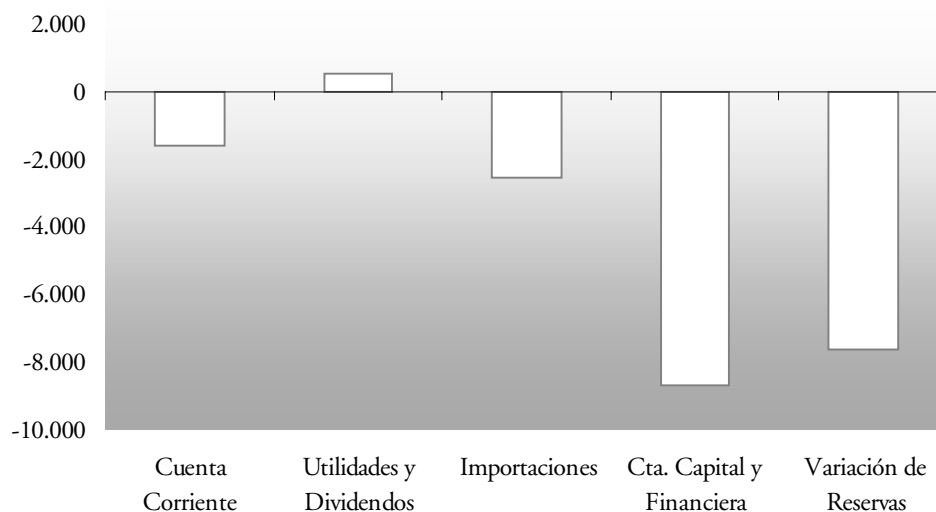 2.000
0
-2.000
-4.000
-6.000
-8.000
-10.000
Cuenta
Corriente
Utilidades y
Dividendos
Importaciones
Cta. Capital y
Financiera
Variación de
Reservas